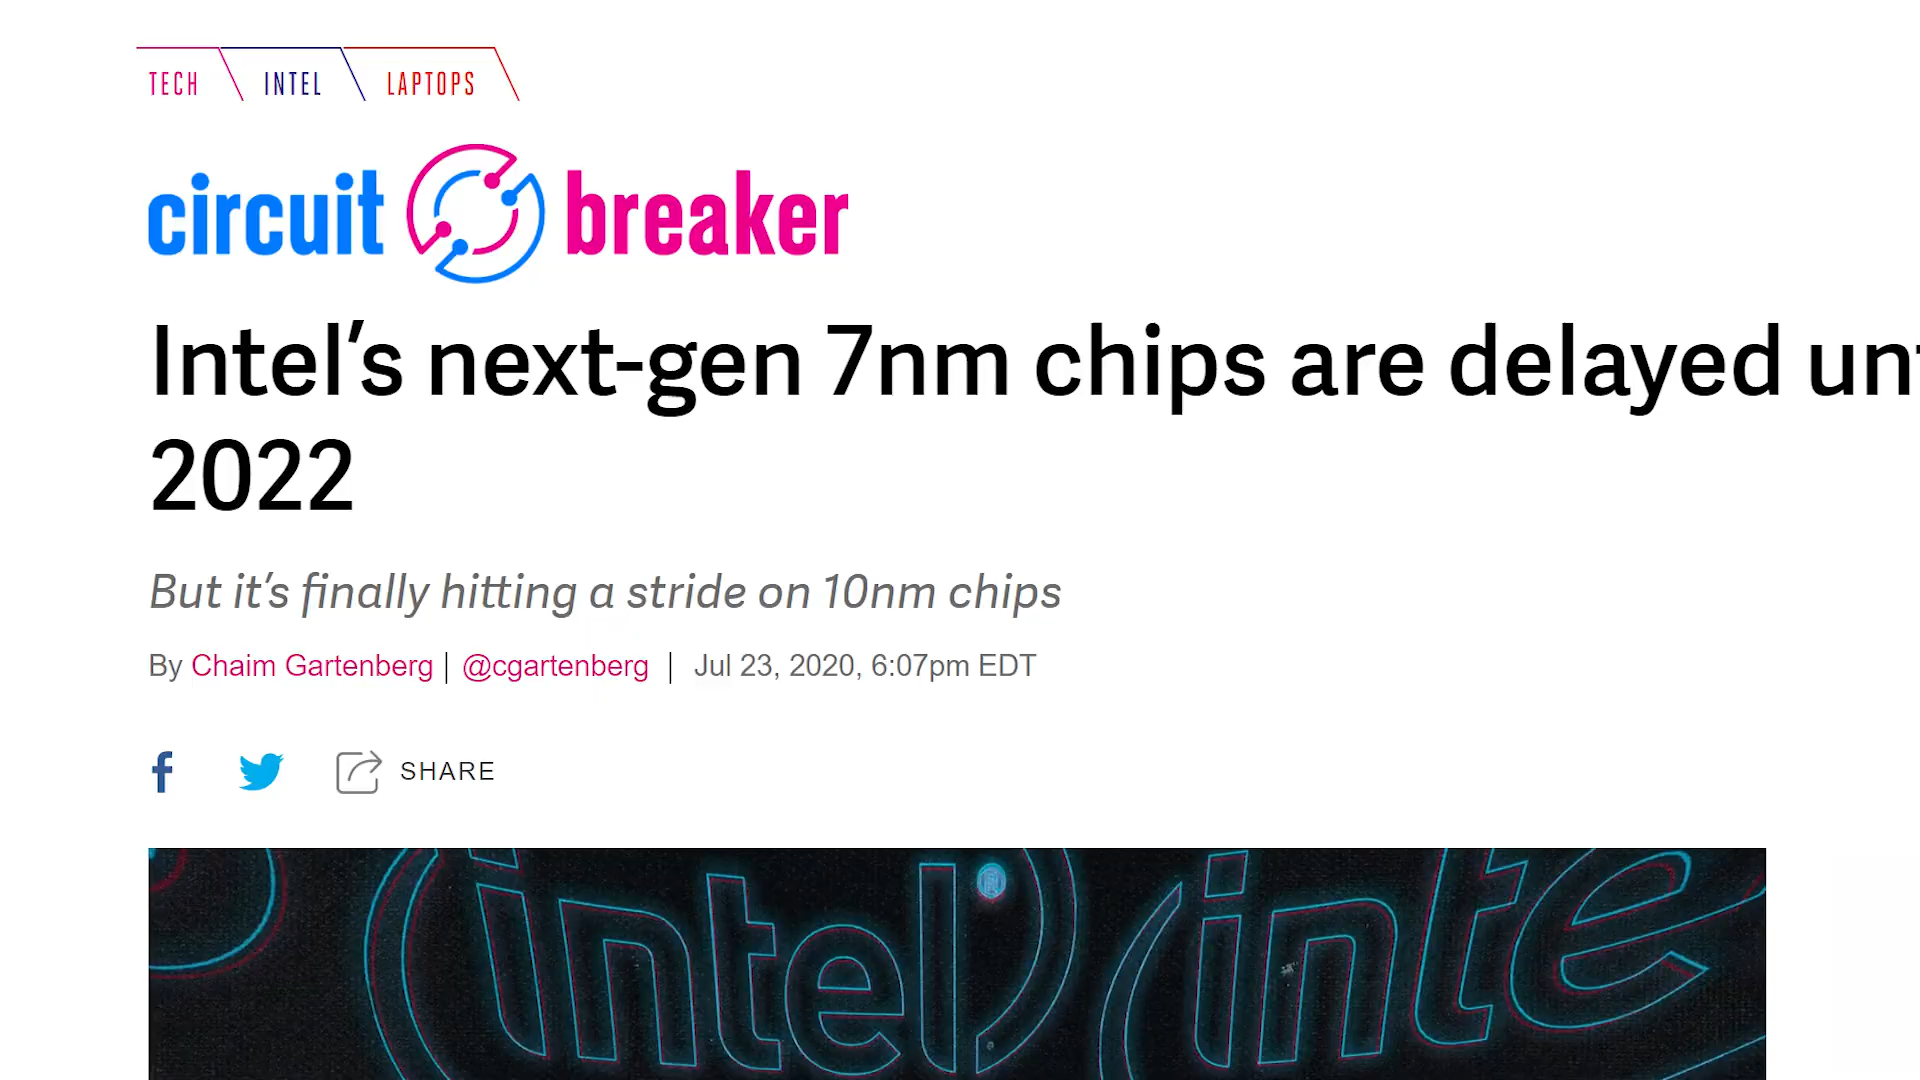 TECH INTEL LAPTOPS
circuit breaker
Intel’s next-gen 7nm chips are delayed
2022
But it’s finally hitting a stride on 10nm chips
By Chaim Gartenberg | @cgartenberg | Jul 23, 2020, 6:07pm EDT
f SHARE
intel inte